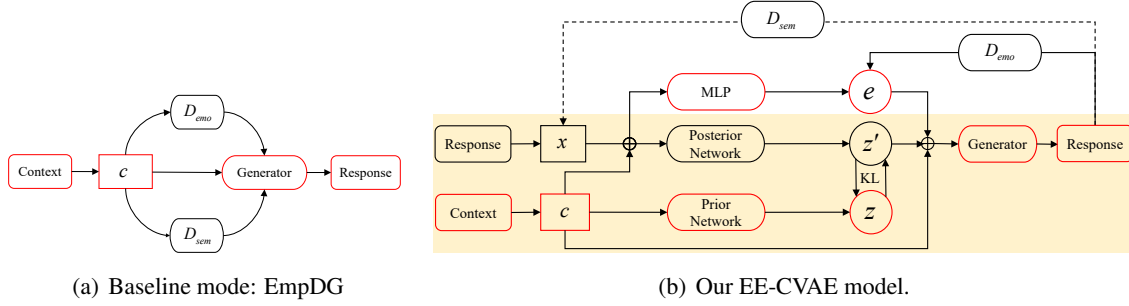 D_emo
Context
c
Generator
Response
D_sem
(a) Baseline mode: EmpDG
D_sem
D_emo
MLP
e
Response
x
Posterior
Network
z'
Generator
Response
KL
Context
c
Prior
Network
z
(b) Our EE-CVAE model.